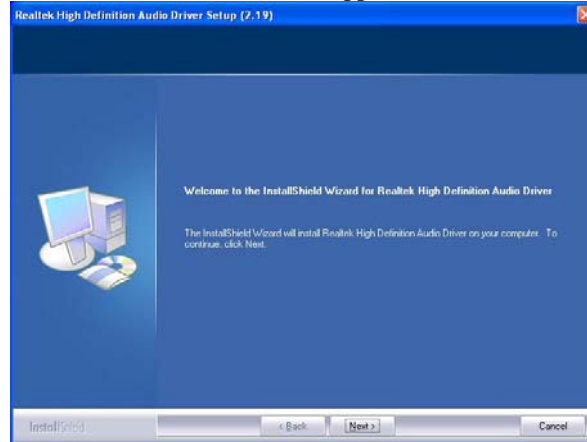 Realtek High Definition Audio Driver Setup (2.19)
Welcome to the InstallShield Wizard for Realtek High Definition Audio Driver
The InstallShield Wizard will install Realtek High Definition Audio Driver on your computer. To
continue, click Next.
InstallShield
< Back
Next >
Cancel